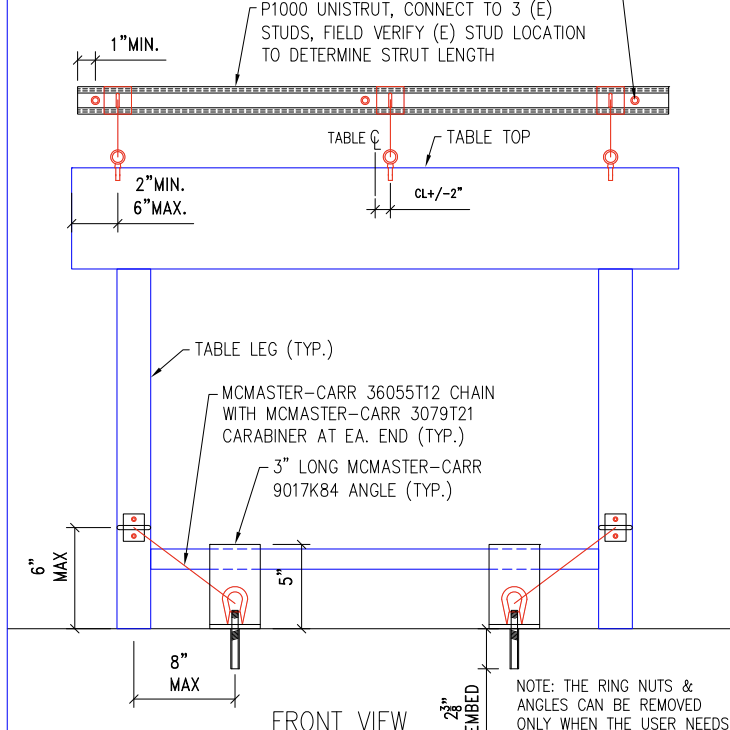 P1000 UNISTRUT, CONNECT TO 3 (E)
STUDS, FIELD VERIFY (E) STUD LOCATION
TO DETERMINE STRUT LENGTH
1"MIN.
TABLE ℄
TABLE TOP
2"MIN.
6"MAX.
CL+/-2"
TABLE LEG (TYP.)
MCMASTER-CARR 36055T12 CHAIN
WITH MCMASTER-CARR 3079T21
CARABINER AT EA. END (TYP.)
3" LONG MCMASTER-CARR
9017K84 ANGLE (TYP.)
6"
MAX
5"
8"
MAX
2 3/8"
EMBED
FRONT VIEW
NOTE: THE RING NUTS &
ANGLES CAN BE REMOVED
ONLY WHEN THE USER NEEDS